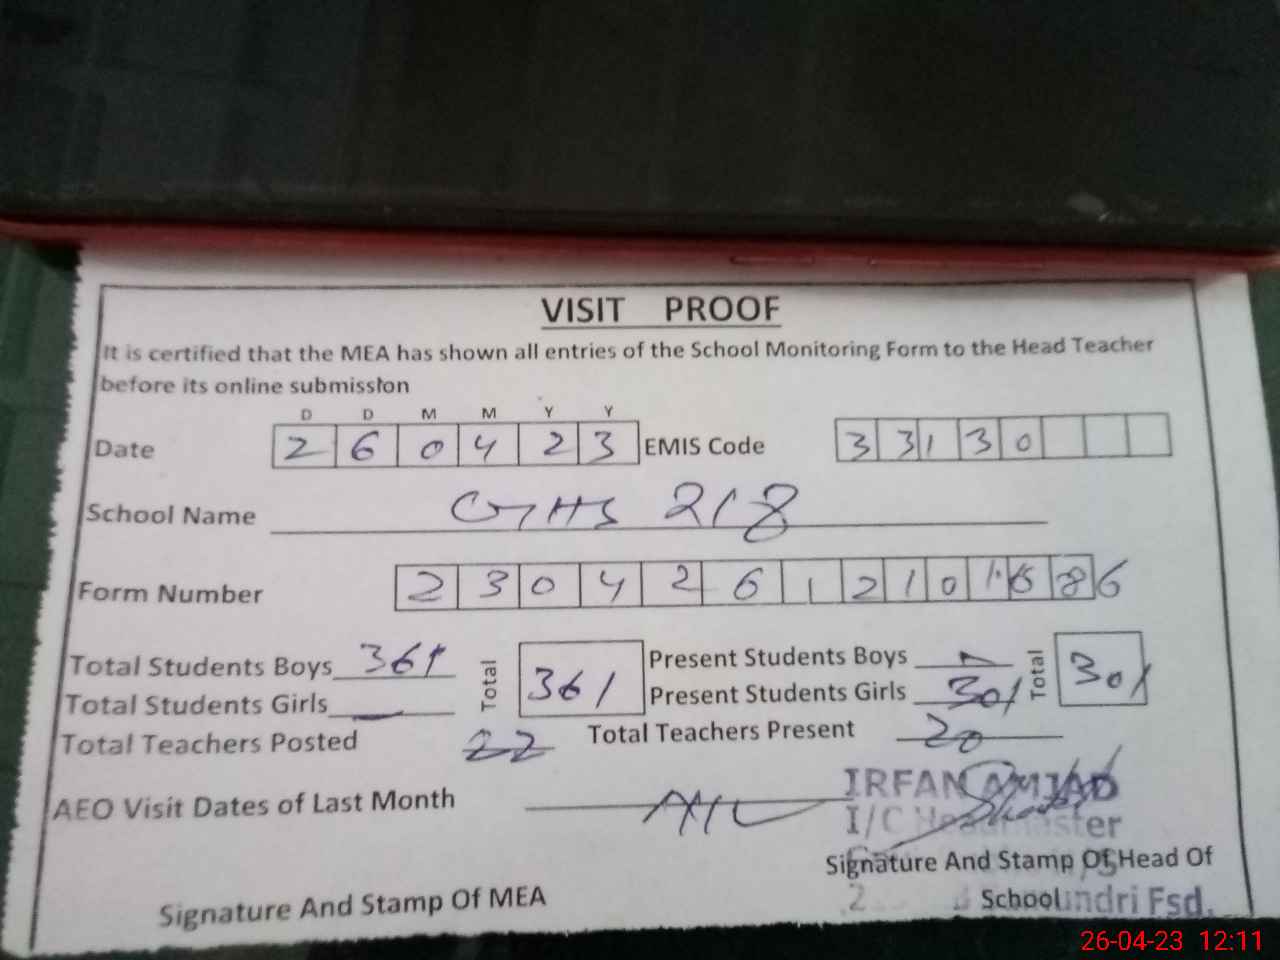 VISIT PROOF
It is certified that the MEA has shown all entries of the School Monitoring Form to the Head Teacher
before its online submission
D D M M Y Y
Date 2 6 0 4 2 3 EMIS Code 3 3 1 3 0
School Name GHS 218
Form Number 2 3 0 4 2 6 1 2 1 0 1 8 6
Total Students Boys 361 Total 361 Present Students Boys Total 301
Total Students Girls — Present Students Girls 301
Total Teachers Posted 22 Total Teachers Present 20
AEO Visit Dates of Last Month
IRFAN AMJAD
I/C Headmaster
Signature And Stamp Of MEA
Signature And Stamp Of Head Of
School
Fsd.
26-04-23 12:11